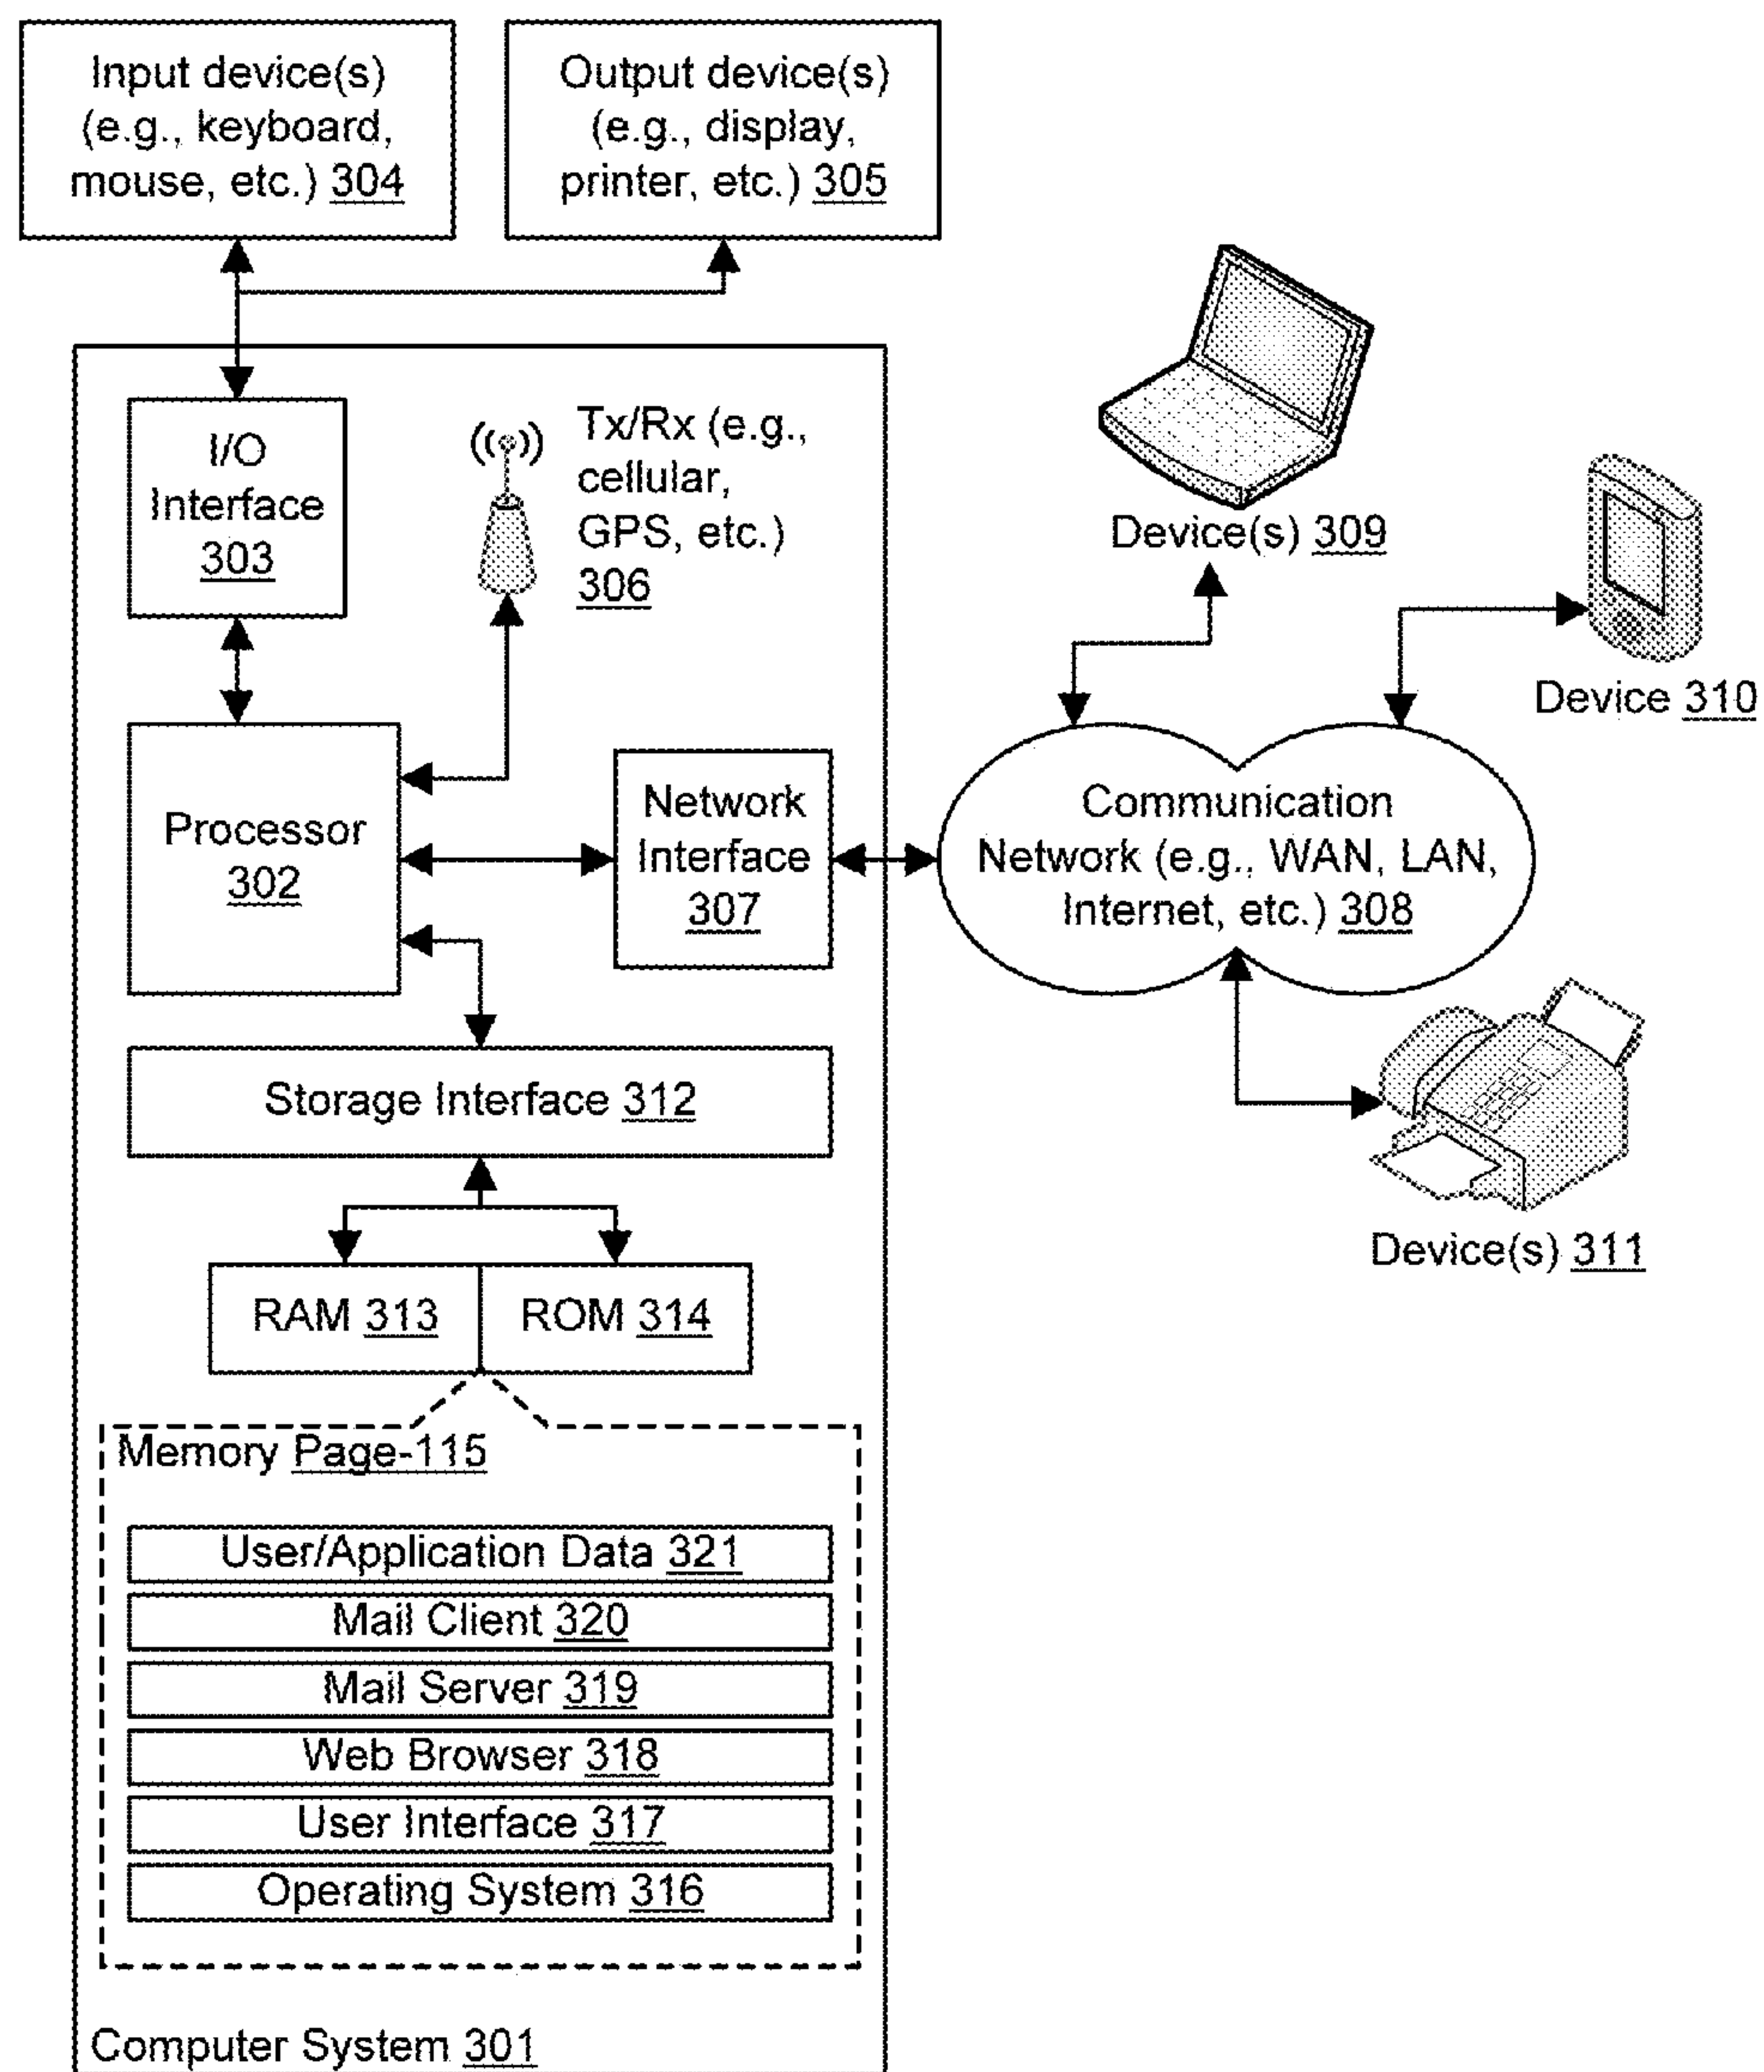 Input device(s)
(e.g., keyboard,
mouse, etc.) 304
Output device(s)
(e.g., display,
printer, etc.) 305
I/O
Interface
303
Tx/Rx (e.g.,
cellular,
GPS, etc.)
306
Device(s) 309
Device 310
Processor
302
Network
Interface
307
Communication
Network (e.g., WAN, LAN,
Internet, etc.) 308
Storage Interface 312
Device(s) 311
RAM 313
ROM 314
Memory Page-115
User/Application Data 321
Mail Client 320
Mail Server 319
Web Browser 318
User Interface 317
Operating System 316
Computer System 301